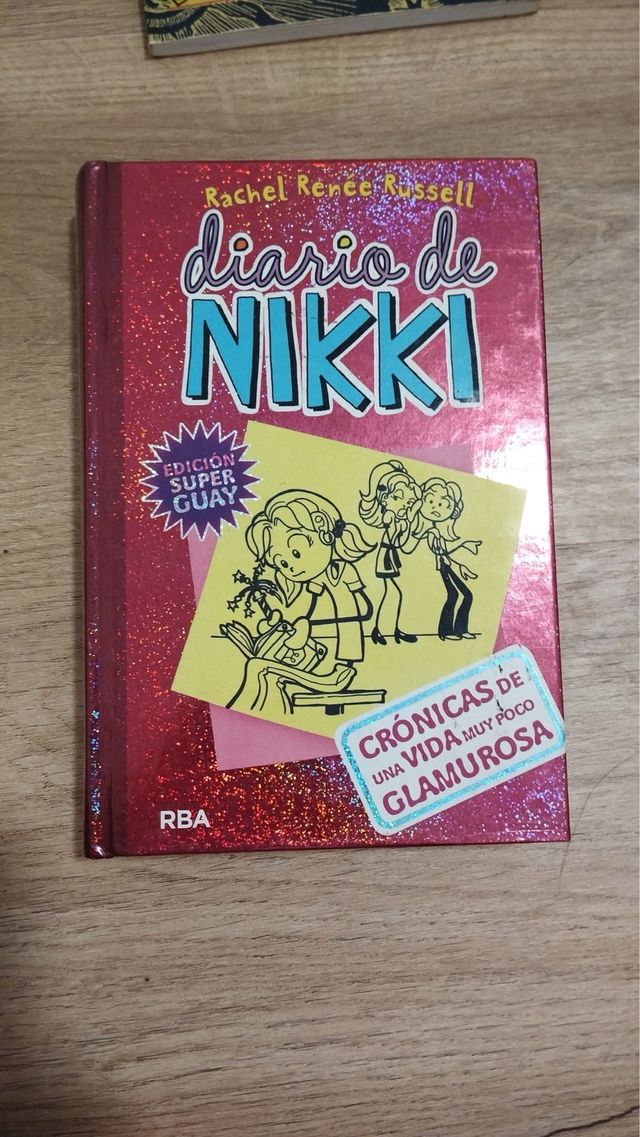 Rachel Renée Russell
diario de
NIKKI
EDICIÓN
SUPER
GUAY
CRÓNICAS DE
UNA VIDA MUY POCO
GLAMUROSA
RBA